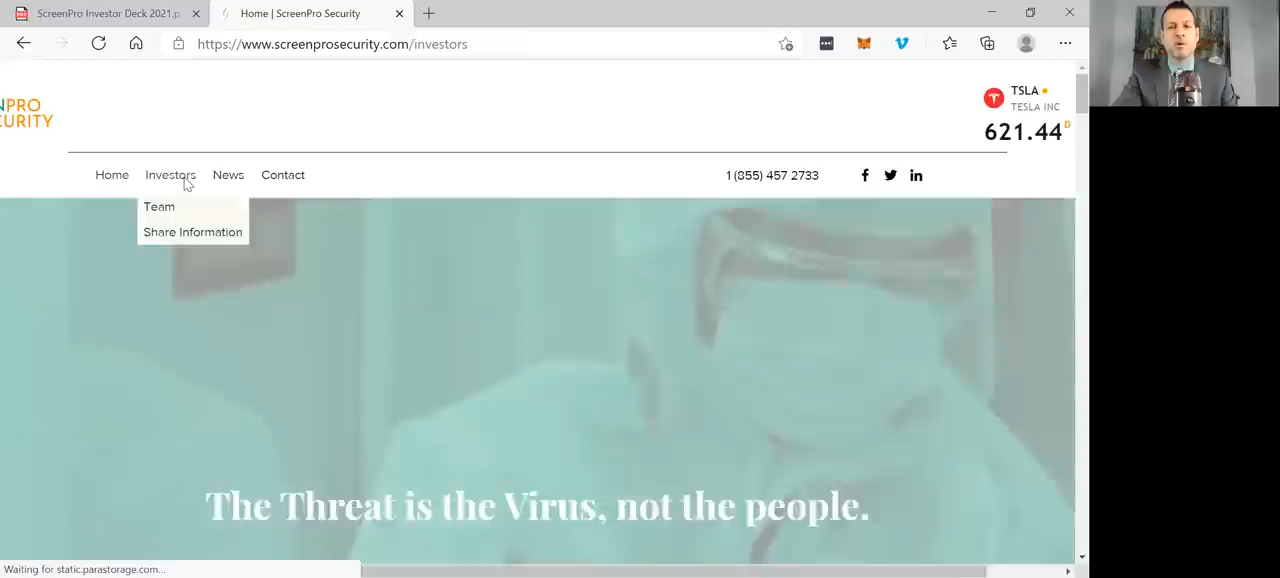 ScreenPro Investor Deck 2021.p
Home | ScreenPro Security
https://www.screenprosecurity.com/investors
NPRO
CURITY
TSLA
TESLA INC
621.44 D
Home Investors News Contact 1 (855) 457 2733
Team
Share Information
The Threat is the Virus, not the people.
Waiting for static.parastorage.com...